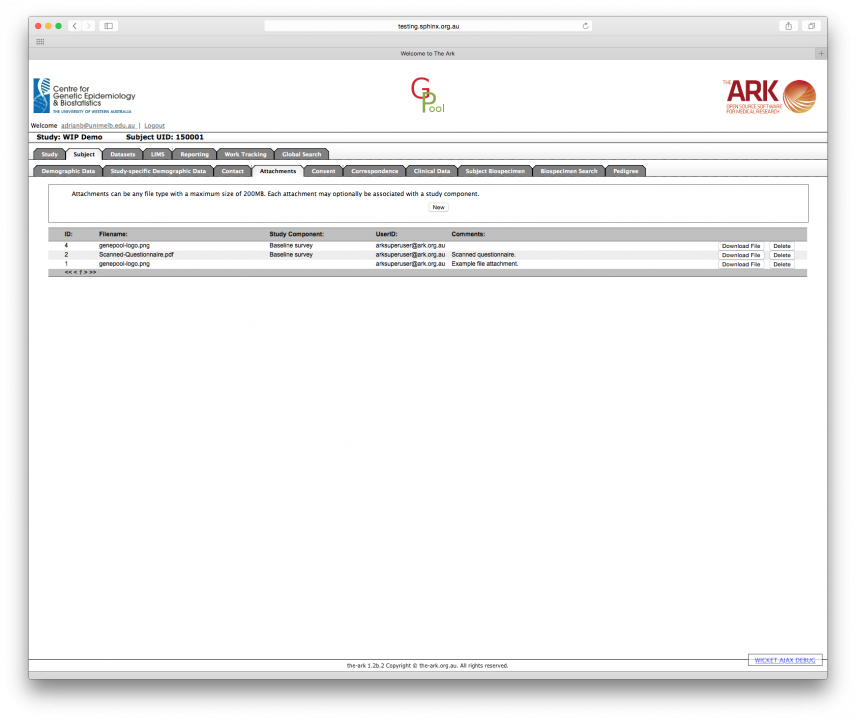 testing.sphinx.org.au
Welcome to The Ark
Centre for
Genetic Epidemiology
& Biostatistics
THE UNIVERSITY OF WESTERN AUSTRALIA
GPool
THE ARK
OPEN SOURCE SOFTWARE
FOR MEDICAL RESEARCH
Welcome adrianb@unimelb.edu.au | Logout
Study: WIP Demo Subject UID: 150001
Study Subject Datasets LIMS Reporting Work Tracking Global Search
Demographic Data Study-specific Demographic Data Contact Attachments Consent Correspondence Clinical Data Subject Biospecimen Biospecimen Search Pedigree
Attachments can be any file type with a maximum size of 200MB. Each attachment may optionally be associated with a study component.
New
ID: Filename: Study Component: UserID: Comments:
4 genepool-logo.png Baseline survey arksuperuser@ark.org.au Download File Delete
2 Scanned-Questionnaire.pdf Baseline survey arksuperuser@ark.org.au Scanned questionnaire. Download File Delete
1 genepool-logo.png arksuperuser@ark.org.au Example file attachment. Download File Delete
<< < 1 > >>
the-ark 1.2b.2 Copyright © the-ark.org.au. All rights reserved.
WICKET AJAX DEBUG